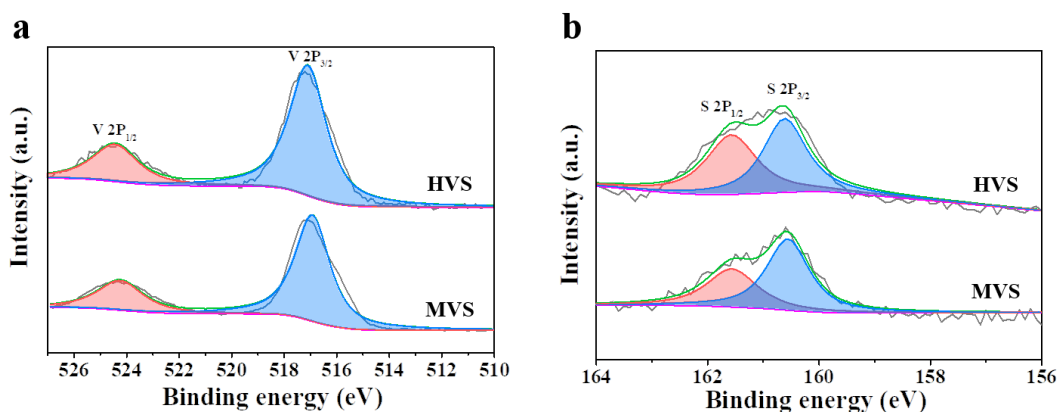 a
V 2P1/2
V 2P3/2
HVS
MVS
Intensity (a.u.)
526 524 522 520 518 516 514 512 510
Binding energy (eV)
b
S 2P1/2
S 2P3/2
HVS
MVS
Intensity (a.u.)
164 162 160 158 156
Binding energy (eV)